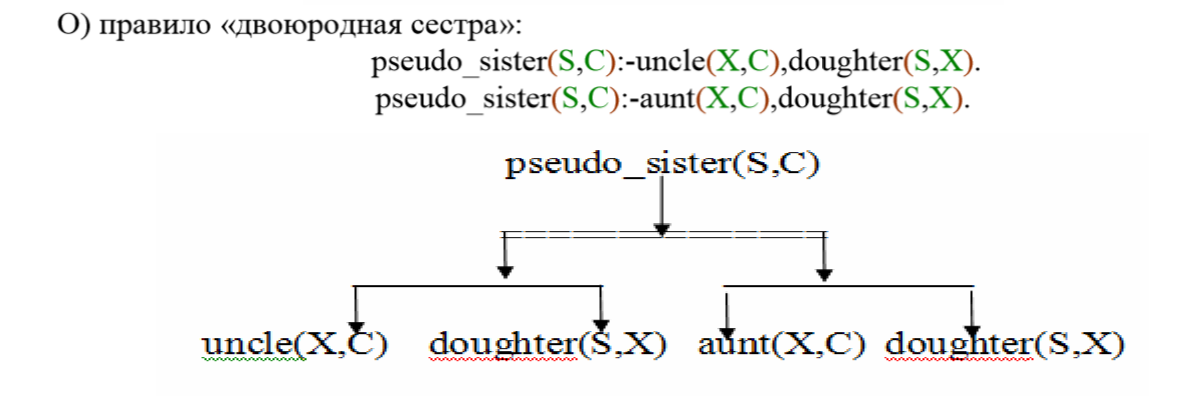 О) правило «двоюродная сестра»:
pseudo_sister(S,C):-uncle(X,C),doughter(S,X).
pseudo_sister(S,C):-aunt(X,C),doughter(S,X).
pseudo_sister(S,C)
uncle(X,C) doughter(S,X) aunt(X,C) doughter(S,X)